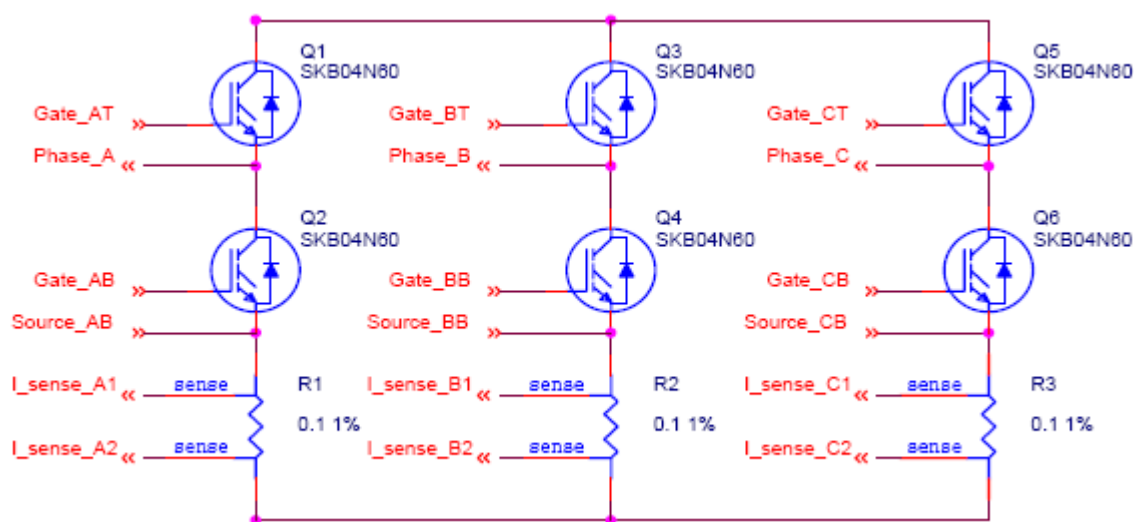 Q1
SKB04N60
Q3
SKB04N60
Q5
SKB04N60
Gate_AT
Gate_BT
Gate_CT
Phase_A
Phase_B
Phase_C
Q2
SKB04N60
Q4
SKB04N60
Q6
SKB04N60
Gate_AB
Gate_BB
Gate_CB
Source_AB
Source_BB
Source_CB
I_sense_A1
sense
R1
I_sense_B1
sense
R2
I_sense_C1
sense
R3
0.1 1%
0.1 1%
0.1 1%
I_sense_A2
sense
I_sense_B2
sense
I_sense_C2
sense